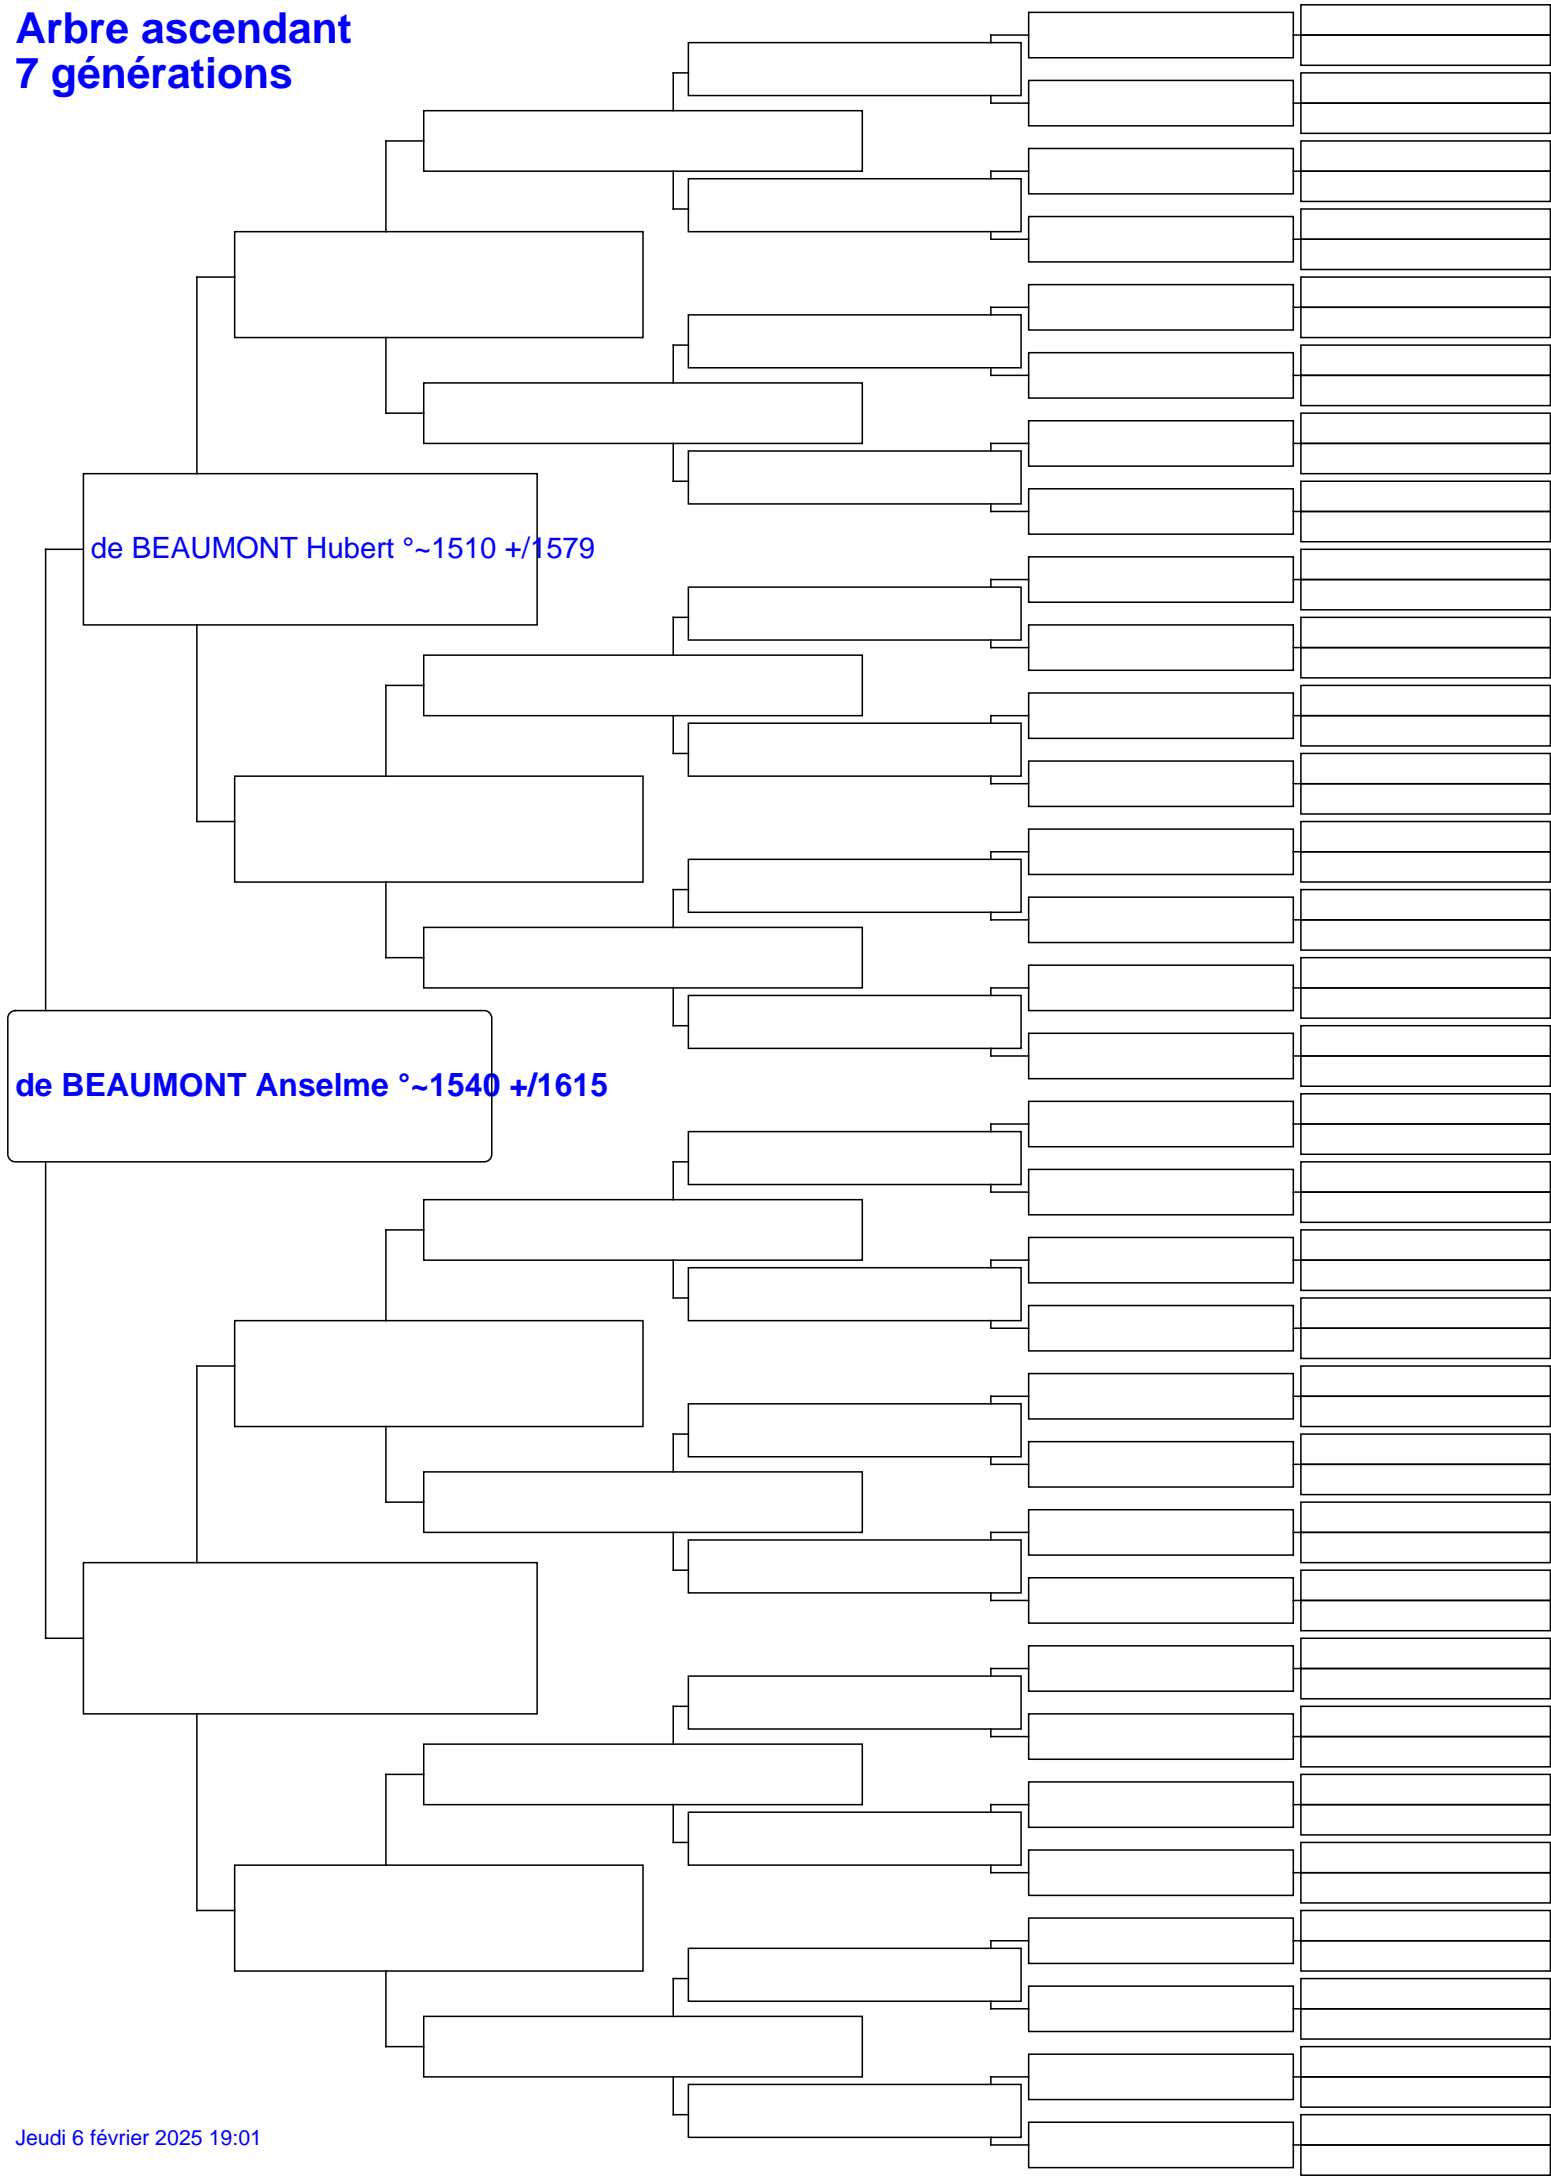 Arbre ascendant
7 générations
de BEAUMONT Hubert °~1510 +/1579
de BEAUMONT Anselme °~1540 +/1615
Jeudi 6 février 2025 19:01